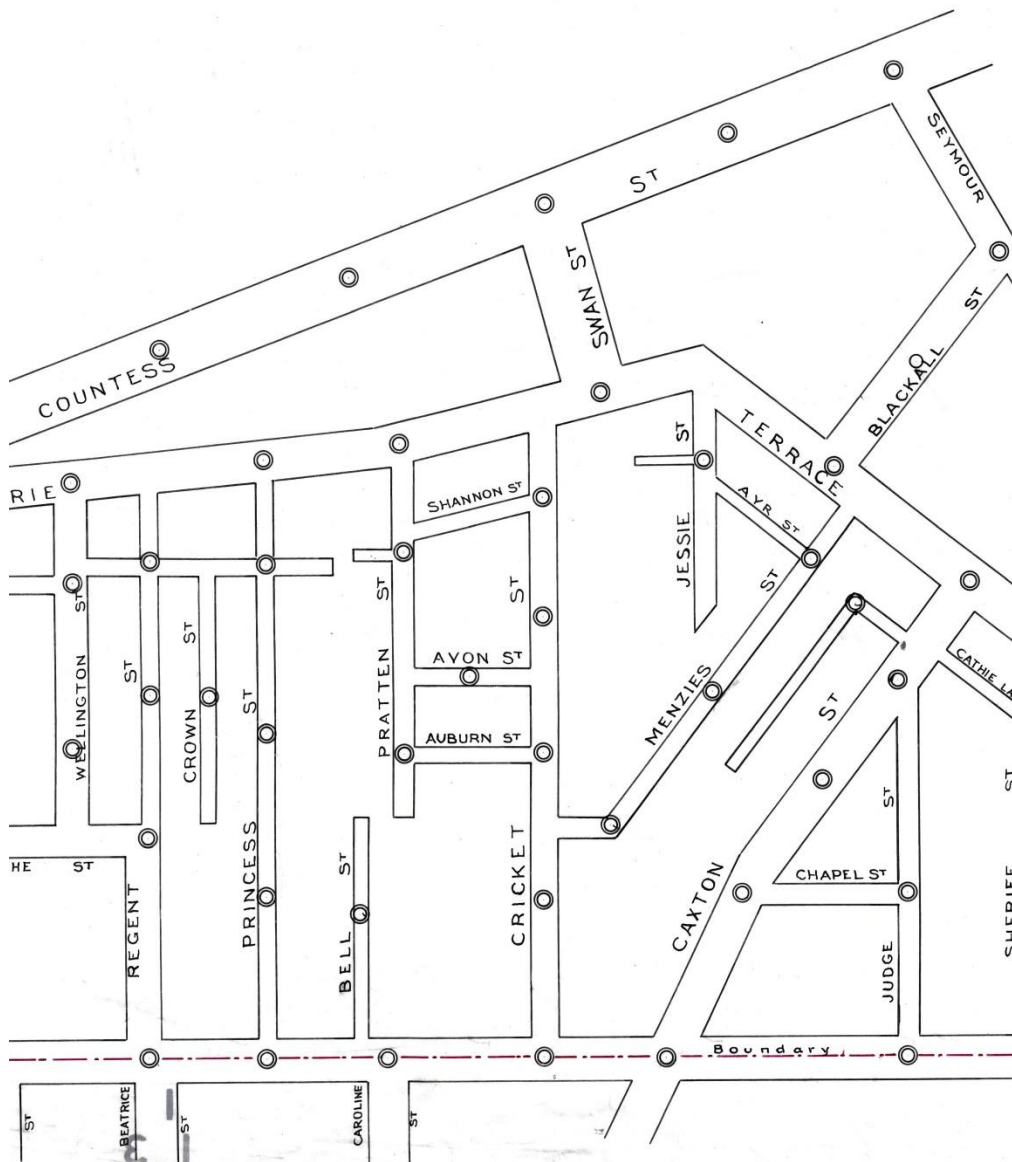 COUNTESS ST
SEYMOUR
SWAN ST
BLACKALL ST
RIE
TERRACE
SHANNON ST
JESSIE ST
AYR ST
WELLINGTON ST
REGENT ST
CROWN ST
PRINCESS ST
PRATTEN ST
AVON ST
AUBURN ST
CRICKET ST
MENZIES ST
CATHIE LA
HE ST
BELL ST
CAXTON ST
CHAPEL ST
JUDGE ST
SHERIFF ST
Boundary
ST
BEATRICE ST
CAROLINE ST